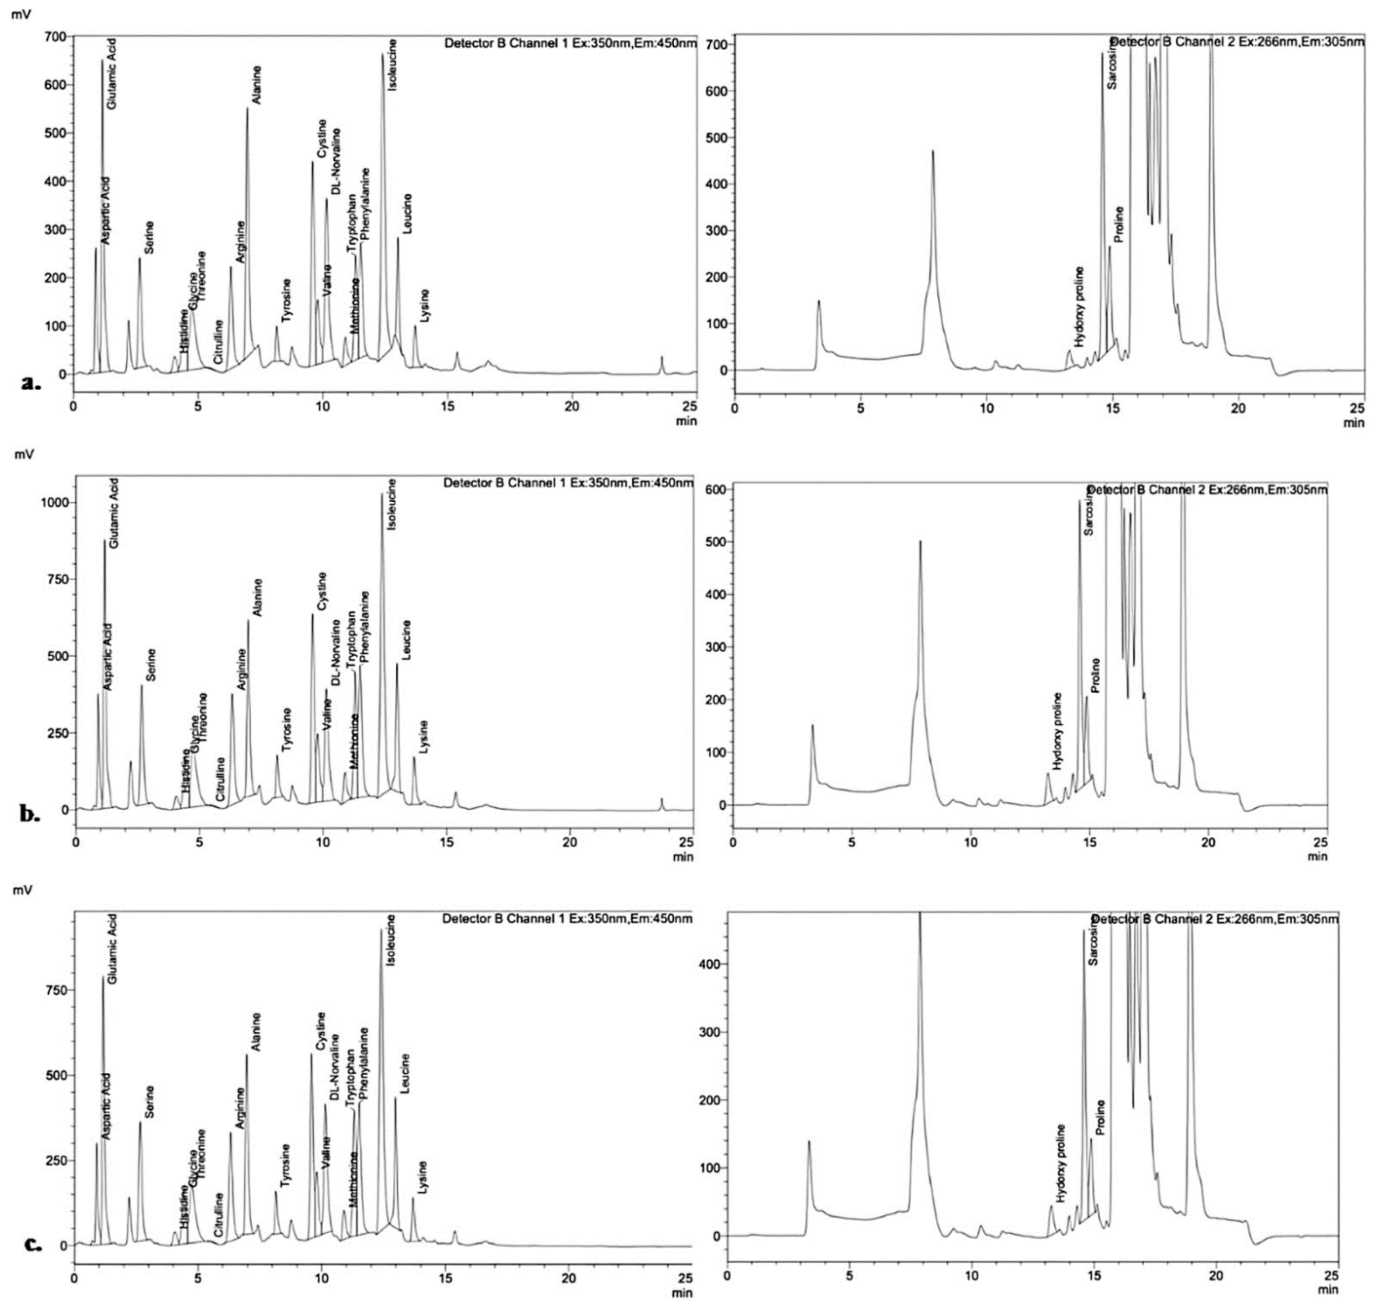 mV
700
600
500
400
300
200
100
0
Detector B Channel 1 Ex:350nm,Em:450nm
Aspartic Acid
Glutamic Acid
Serine
Histidine
Glycine
Threonine
Citrulline
Arginine
Alanine
Tyrosine
Cystine
Valine
DL-Norvaline
Methionine
Tryptophan
Phenylalanine
Isoleucine
Leucine
Lysine
a.
0 5 10 15 20 25
min
700
600
500
400
300
200
100
0
Detector B Channel 2 Ex:266nm,Em:305nm
Hydorxy proline
Sarcosine
Proline
0 5 10 15 20 25
min
mV
1000
750
500
250
0
Detector B Channel 1 Ex:350nm,Em:450nm
Aspartic Acid
Glutamic Acid
Serine
Histidine
Glycine
Threonine
Citrulline
Arginine
Alanine
Tyrosine
Cystine
Valine
DL-Norvaline
Methionine
Tryptophan
Phenylalanine
Isoleucine
Leucine
Lysine
b.
0 5 10 15 20
min
600
500
400
300
200
100
0
Detector B Channel 2 Ex:266nm,Em:305nm
Hydorxy proline
Sarcosine
Proline
5 10 15 20
min
mV
750
500
250
0
Detector B Channel 1 Ex:350nm,Em:450nm
Aspartic Acid
Glutamic Acid
Serine
Histidine
Glycine
Threonine
Citrulline
Arginine
Alanine
Tyrosine
Cystine
Valine
DL-Norvaline
Methionine
Tryptophan
Phenylalanine
Isoleucine
Leucine
Lysine
c.
0 5 10 15 20
min
400
300
200
100
0
Detector B Channel 2 Ex:266nm,Em:305nm
Hydorxy proline
Sarcosine
Proline
0 5 10 15 20 25
min